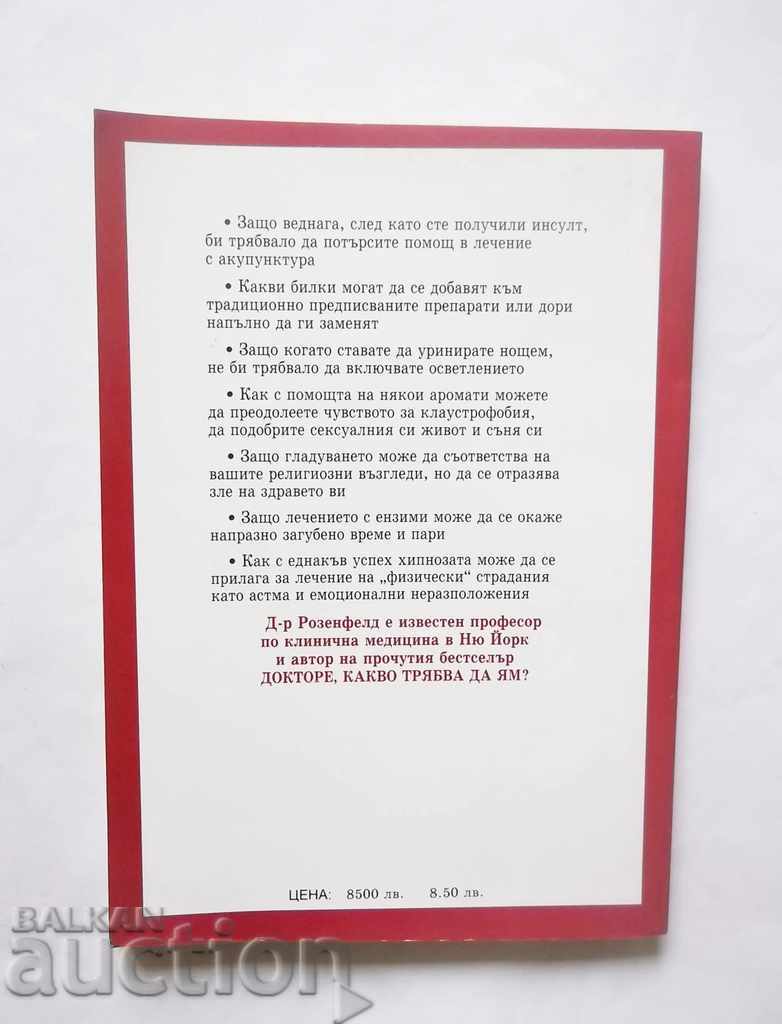 • Защо веднага, след като сте получили инсулт,
би трябвало да потърсите помощ в лечение
с акупунктура
• Какви билки могат да се добавят към
традиционно предписваните препарати или дори
напълно да ги заменят
• Защо когато ставате да уринирате нощем,
не би трябвало да включвате осветлението
• Как с помощта на някои аромати можете
да преодолеете чувството за клаустрофобия,
да подобрите сексуалния си живот и съня си
• Защо гладуването може да съответства на
вашите религиозни възгледи, но да се отразява
зле на здравето ви
• Защо лечението с ензими може да се окаже
напразно загубено време и пари
• Как с еднакъв успех хипнозата може да се
прилага за лечение на „физически“ страдания
като астма и емоционални неразположения
Д-р Розенфелд е известен професор
по клинична медицина в Ню Йорк
и автор на прочутия бестселър
ДОКТОРЕ, КАКВО ТРЯБВА ДА ЯМ?
ЦЕНА: 8500 лв. 8.50 лв.
BALKAN
auction